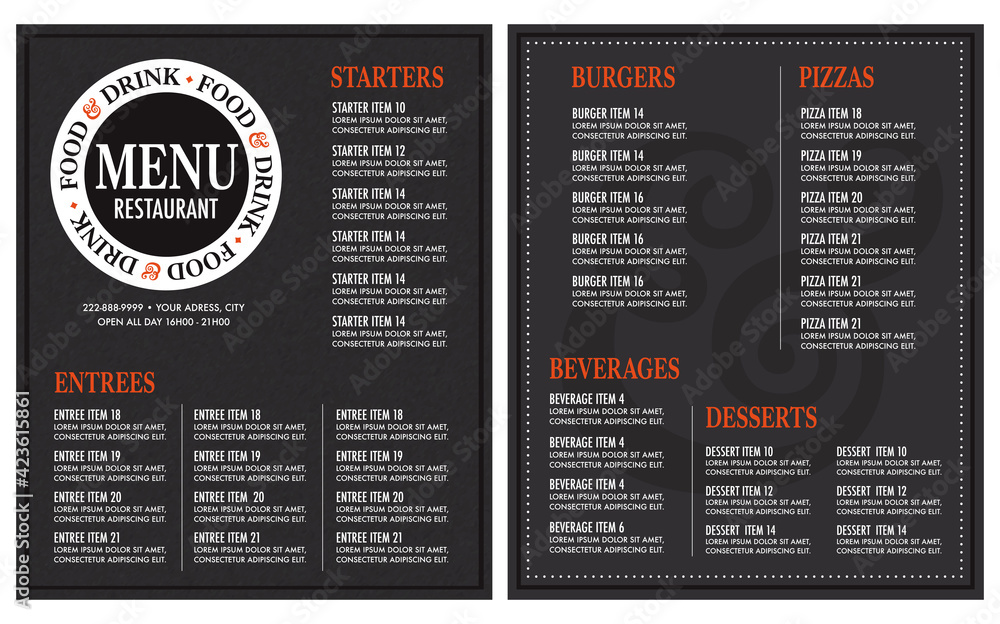 FOOD & DRINK · FOOD & DRINK · FOOD & DRINK ·
MENU
RESTAURANT
222-888-9999 • YOUR ADRESS, CITY
OPEN ALL DAY 16H00 - 21H00
STARTERS
STARTER ITEM 10
LOREM IPSUM DOLOR SIT AMET,
CONSECTETUR ADIPISCING ELIT.
STARTER ITEM 12
LOREM IPSUM DOLOR SIT AMET,
CONSECTETUR ADIPISCING ELIT.
STARTER ITEM 14
LOREM IPSUM DOLOR SIT AMET,
CONSECTETUR ADIPISCING ELIT.
STARTER ITEM 14
LOREM IPSUM DOLOR SIT AMET,
CONSECTETUR ADIPISCING ELIT.
STARTER ITEM 14
LOREM IPSUM DOLOR SIT AMET,
CONSECTETUR ADIPISCING ELIT.
STARTER ITEM 14
LOREM IPSUM DOLOR SIT AMET,
CONSECTETUR ADIPISCING ELIT.
ENTREES
ENTREE ITEM 18
LOREM IPSUM DOLOR SIT AMET,
CONSECTETUR ADIPISCING ELIT.
ENTREE ITEM 19
LOREM IPSUM DOLOR SIT AMET,
CONSECTETUR ADIPISCING ELIT.
ENTREE ITEM 20
LOREM IPSUM DOLOR SIT AMET,
CONSECTETUR ADIPISCING ELIT.
ENTREE ITEM 21
LOREM IPSUM DOLOR SIT AMET,
CONSECTETUR ADIPISCING ELIT.
ENTREE ITEM 18
LOREM IPSUM DOLOR SIT AMET,
CONSECTETUR ADIPISCING ELIT.
ENTREE ITEM 19
LOREM IPSUM DOLOR SIT AMET,
CONSECTETUR ADIPISCING ELIT.
ENTREE ITEM 20
LOREM IPSUM DOLOR SIT AMET,
CONSECTETUR ADIPISCING ELIT.
ENTREE ITEM 21
LOREM IPSUM DOLOR SIT AMET,
CONSECTETUR ADIPISCING ELIT.
ENTREE ITEM 18
LOREM IPSUM DOLOR SIT AMET,
CONSECTETUR ADIPISCING ELIT.
ENTREE ITEM 19
LOREM IPSUM DOLOR SIT AMET,
CONSECTETUR ADIPISCING ELIT.
ENTREE ITEM 20
LOREM IPSUM DOLOR SIT AMET,
CONSECTETUR ADIPISCING ELIT.
ENTREE ITEM 21
LOREM IPSUM DOLOR SIT AMET,
CONSECTETUR ADIPISCING ELIT.
BURGERS
BURGER ITEM 14
LOREM IPSUM DOLOR SIT AMET,
CONSECTETUR ADIPISCING ELIT.
BURGER ITEM 14
LOREM IPSUM DOLOR SIT AMET,
CONSECTETUR ADIPISCING ELIT.
BURGER ITEM 16
LOREM IPSUM DOLOR SIT AMET,
CONSECTETUR ADIPISCING ELIT.
BURGER ITEM 16
LOREM IPSUM DOLOR SIT AMET,
CONSECTETUR ADIPISCING ELIT.
BURGER ITEM 16
LOREM IPSUM DOLOR SIT AMET,
CONSECTETUR ADIPISCING ELIT.
PIZZAS
PIZZA ITEM 18
LOREM IPSUM DOLOR SIT AMET,
CONSECTETUR ADIPISCING ELIT.
PIZZA ITEM 19
LOREM IPSUM DOLOR SIT AMET,
CONSECTETUR ADIPISCING ELIT.
PIZZA ITEM 20
LOREM IPSUM DOLOR SIT AMET,
CONSECTETUR ADIPISCING ELIT.
PIZZA ITEM 21
LOREM IPSUM DOLOR SIT AMET,
CONSECTETUR ADIPISCING ELIT.
PIZZA ITEM 21
LOREM IPSUM DOLOR SIT AMET,
CONSECTETUR ADIPISCING ELIT.
PIZZA ITEM 21
LOREM IPSUM DOLOR SIT AMET,
CONSECTETUR ADIPISCING ELIT.
BEVERAGES
BEVERAGE ITEM 4
LOREM IPSUM DOLOR SIT AMET,
CONSECTETUR ADIPISCING ELIT.
BEVERAGE ITEM 4
LOREM IPSUM DOLOR SIT AMET,
CONSECTETUR ADIPISCING ELIT.
BEVERAGE ITEM 4
LOREM IPSUM DOLOR SIT AMET,
CONSECTETUR ADIPISCING ELIT.
BEVERAGE ITEM 6
LOREM IPSUM DOLOR SIT AMET,
CONSECTETUR ADIPISCING ELIT.
DESSERTS
DESSERT ITEM 10
LOREM IPSUM DOLOR SIT AMET,
CONSECTETUR ADIPISCING ELIT.
DESSERT ITEM 12
LOREM IPSUM DOLOR SIT AMET,
CONSECTETUR ADIPISCING ELIT.
DESSERT ITEM 14
LOREM IPSUM DOLOR SIT AMET,
CONSECTETUR ADIPISCING ELIT.
DESSERT ITEM 10
LOREM IPSUM DOLOR SIT AMET,
CONSECTETUR ADIPISCING ELIT.
DESSERT ITEM 12
LOREM IPSUM DOLOR SIT AMET,
CONSECTETUR ADIPISCING ELIT.
DESSERT ITEM 14
LOREM IPSUM DOLOR SIT AMET,
CONSECTETUR ADIPISCING ELIT.
Adobe Stock | #423615861